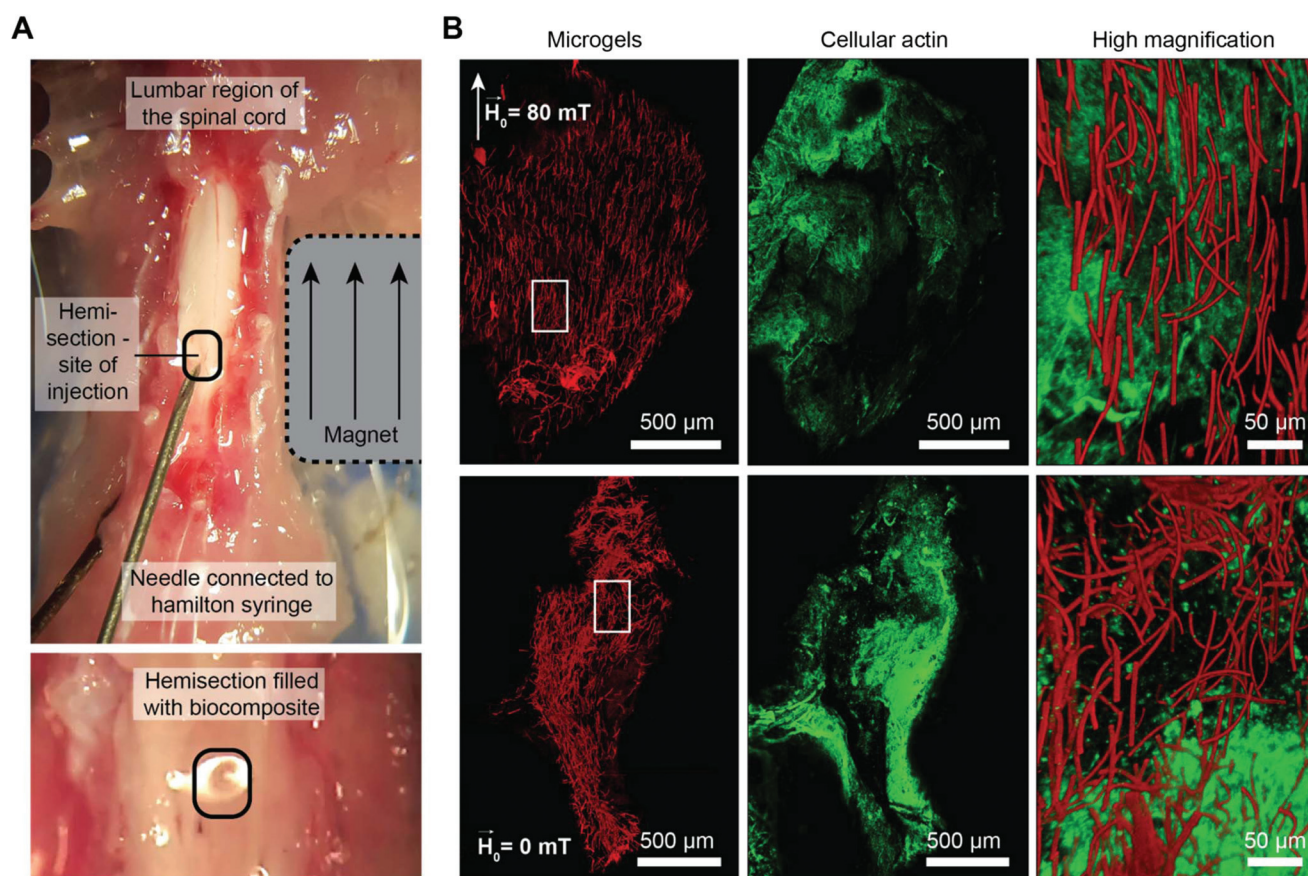 A
Lumbar region of
the spinal cord
Hemi-
section -
site of
injection
Magnet
Needle connected to
hamilton syringe
Hemisection filled
with biocomposite
B
Microgels
Cellular actin
High magnification
H₀ = 80 mT
500 µm
500 µm
50 µm
H₀ = 0 mT
500 µm
500 µm
50 µm